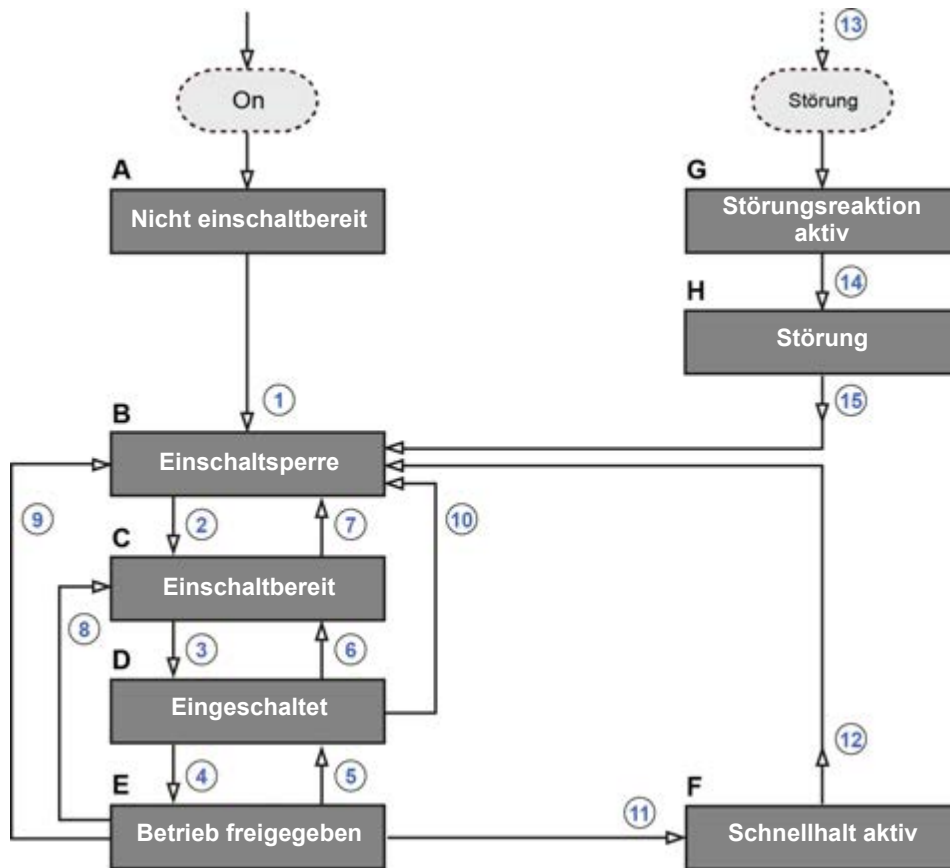 13
On
Störung
A
Nicht einschaltbereit
G
Störungsreaktion
aktiv
14
H
Störung
15
1
B
Einschaltsperre
9
2
7
10
C
Einschaltbereit
8
3
6
D
Eingeschaltet
4
5
12
E
Betrieb freigegeben
11
F
Schnellhalt aktiv